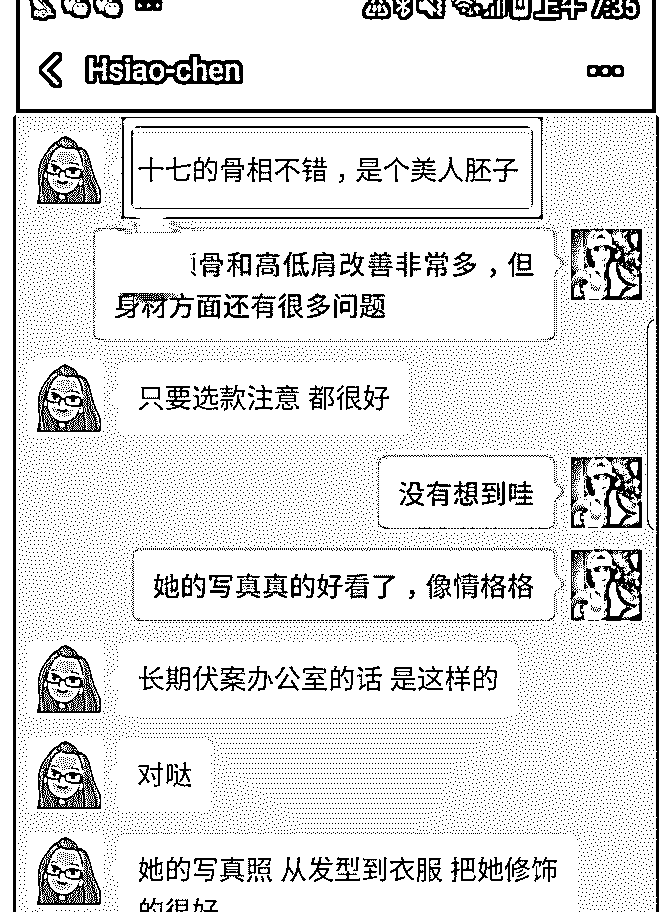 上午 7:35
Hsiao-chen
十七的骨相不错，是个美人胚子
骨和高低肩改善非常多，但
身材方面还有很多问题
只要选款注意 都很好
没有想到哇
她的写真真的好看了，像情格格
长期伏案办公室的话 是这样的
对哒
她的写真照 从发型到衣服 把她修饰
的很好